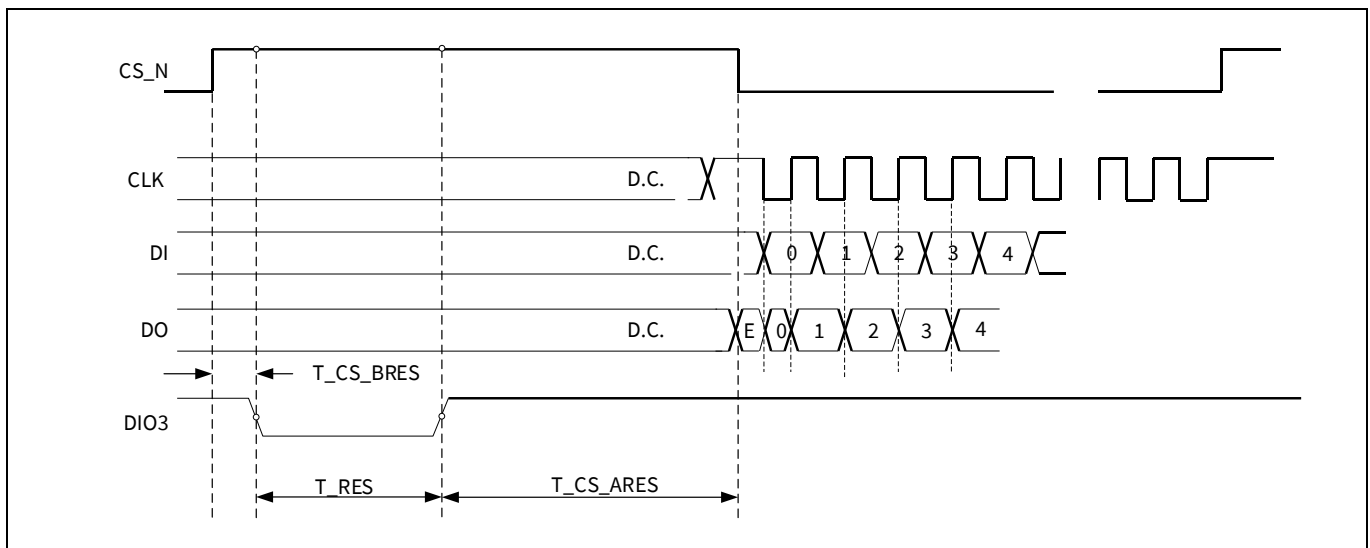 CS_N
CLK D.C.
DI D.C. 0 1 2 3 4
DO D.C. E 0 1 2 3 4
T_CS_BRES
DIO3
T_RES T_CS_ARES